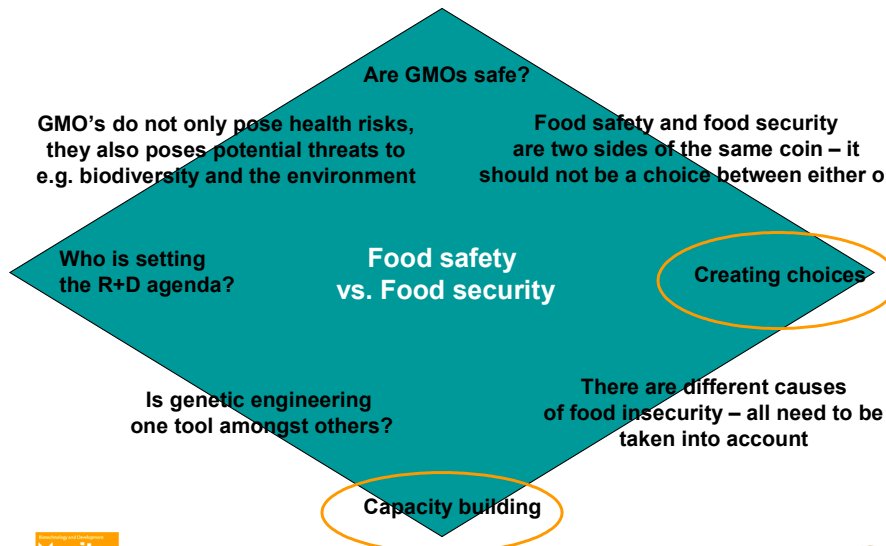 Are GMOs safe?
GMO's do not only pose health risks,
they also poses potential threats to
e.g. biodiversity and the environment
Food safety and food security
are two sides of the same coin – it
should not be a choice between either o
Who is setting
the R+D agenda?
Food safety
vs. Food security
Creating choices
Is genetic engineering
one tool amongst others?
There are different causes
of food insecurity – all need to be
taken into account
Capacity building
Biotechnology and Development